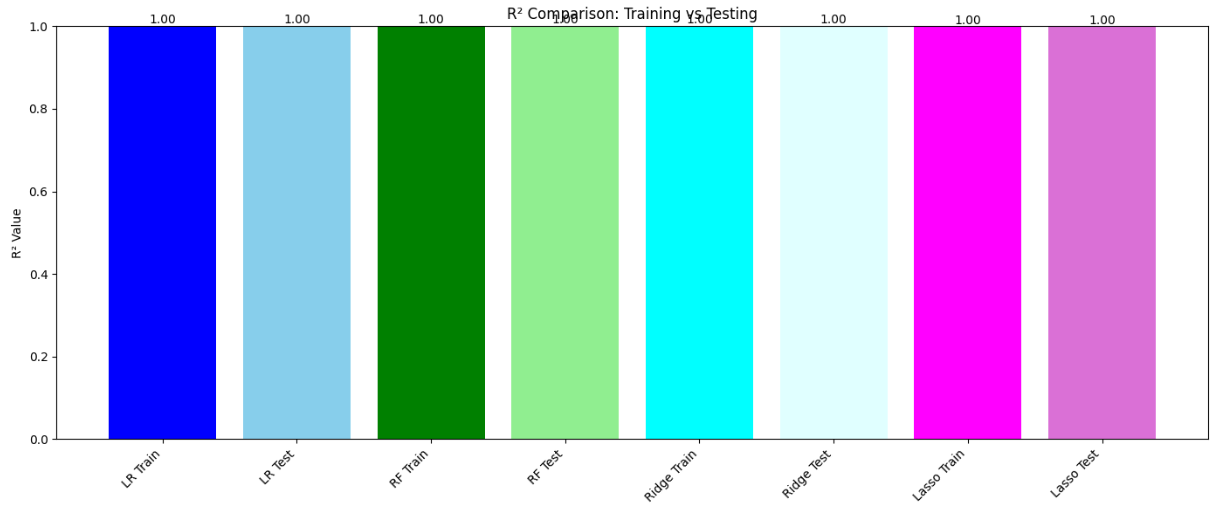 R² Comparison: Training vs Testing
1.00 1.00 1.00 1.00 1.00 1.00 1.00 1.00
1.0
0.8
0.6
0.4
0.2
0.0
R² Value
LR Train
LR Test
RF Train
RF Test
Ridge Train
Ridge Test
Lasso Train
Lasso Test